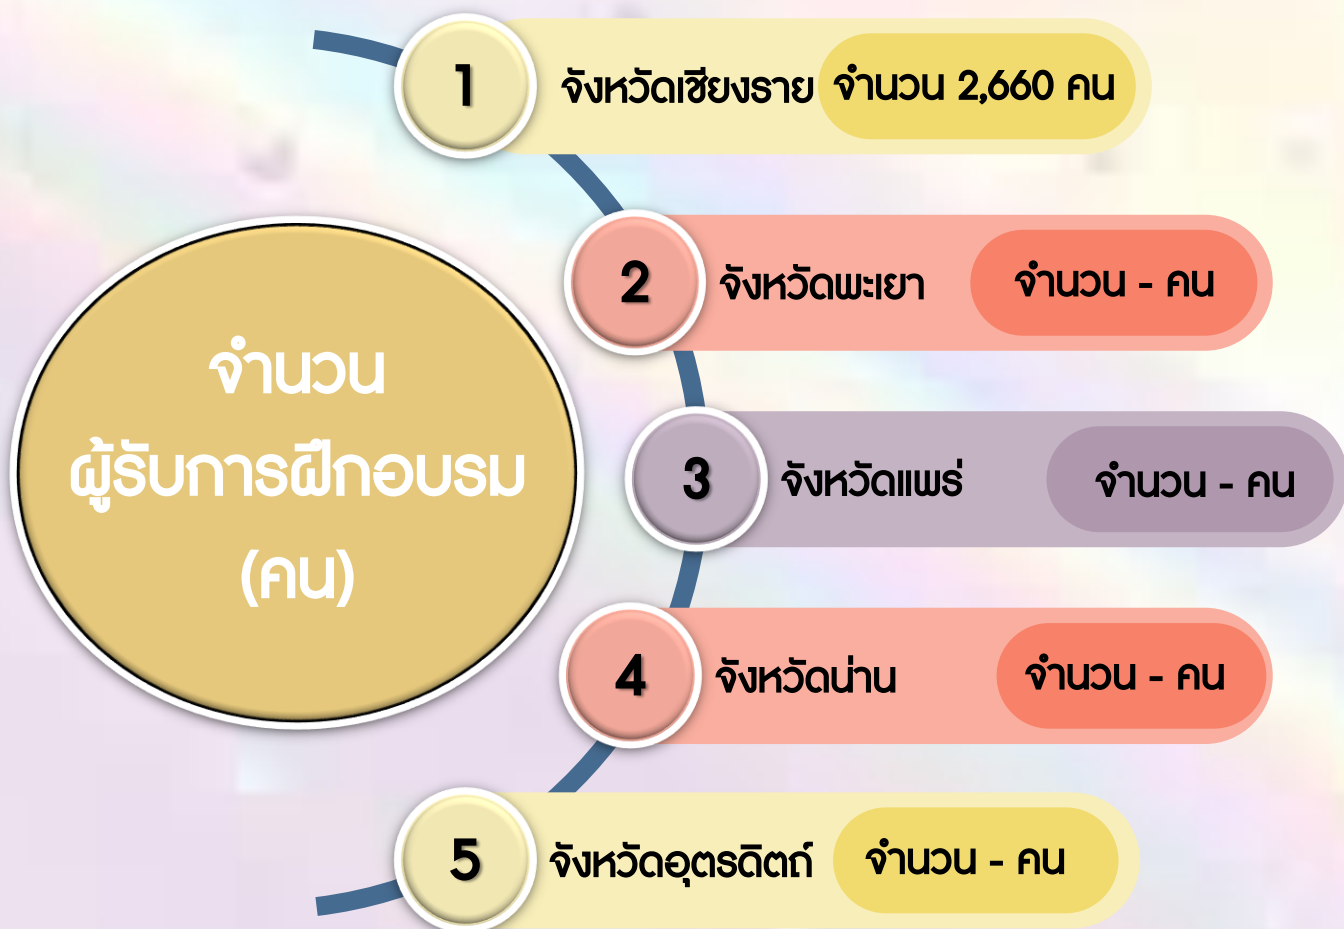 จำนวน
ผู้รับการฝึกอบรม
(คน)
1 จังหวัดเชียงราย จำนวน 2,660 คน
2 จังหวัดพะเยา จำนวน - คน
3 จังหวัดแพร่ จำนวน - คน
4 จังหวัดน่าน จำนวน - คน
5 จังหวัดอุตรดิตถ์ จำนวน - คน